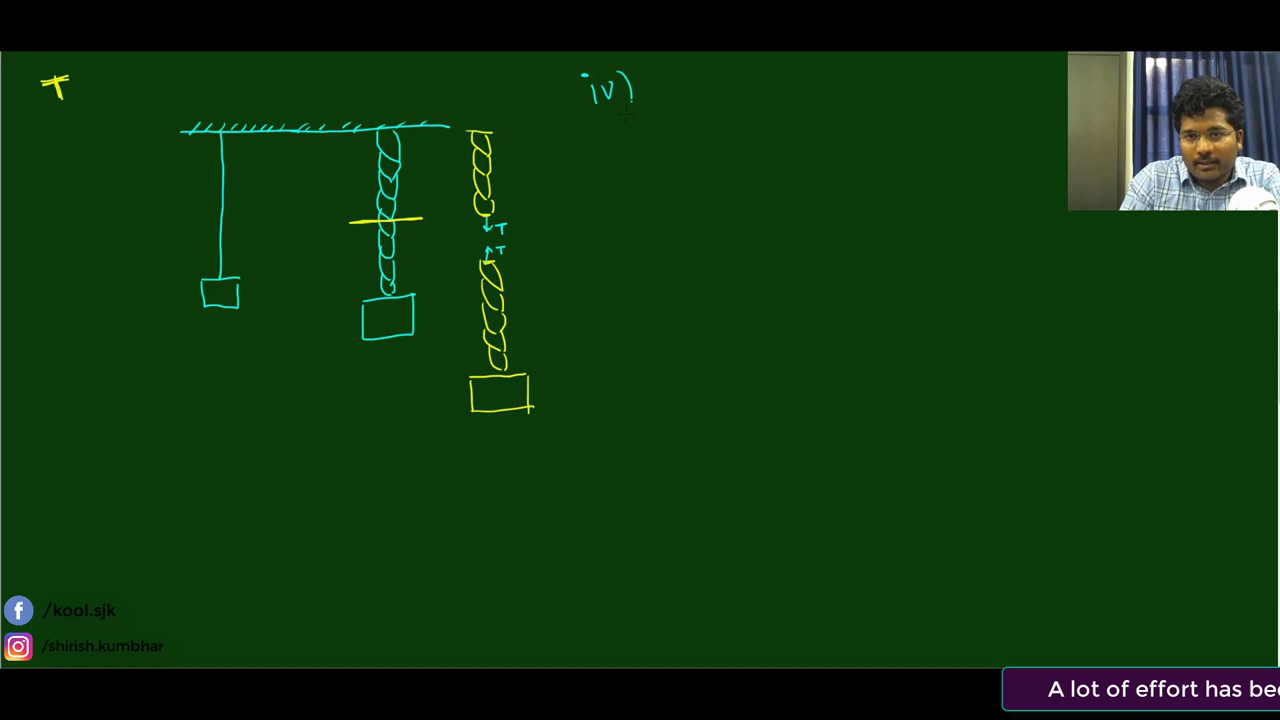 T
iv)
T
T
f /kool.sjk
/shirish.kumbhar
A lot of effort has bee